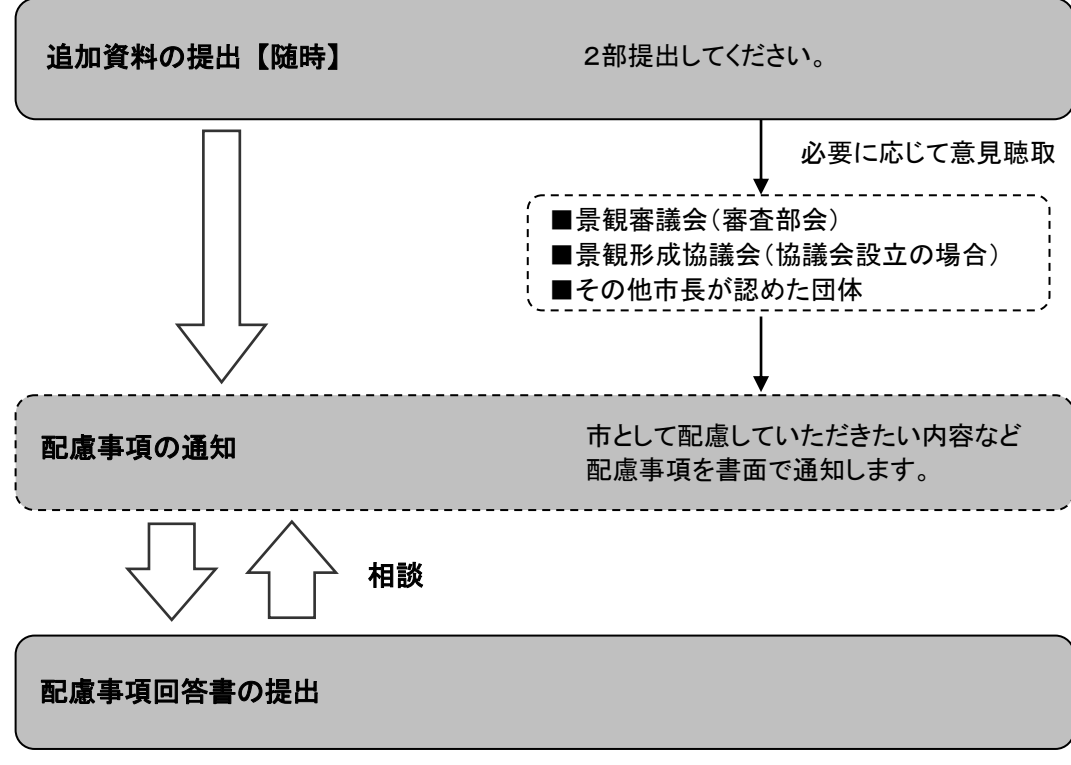 追加資料の提出【随時】
２部提出してください。
必要に応じて意見聴取
■景観審議会（審査部会）
■景観形成協議会（協議会設立の場合）
■その他市長が認めた団体
配慮事項の通知
市として配慮していただきたい内容など
配慮事項を書面で通知します。
相談
配慮事項回答書の提出